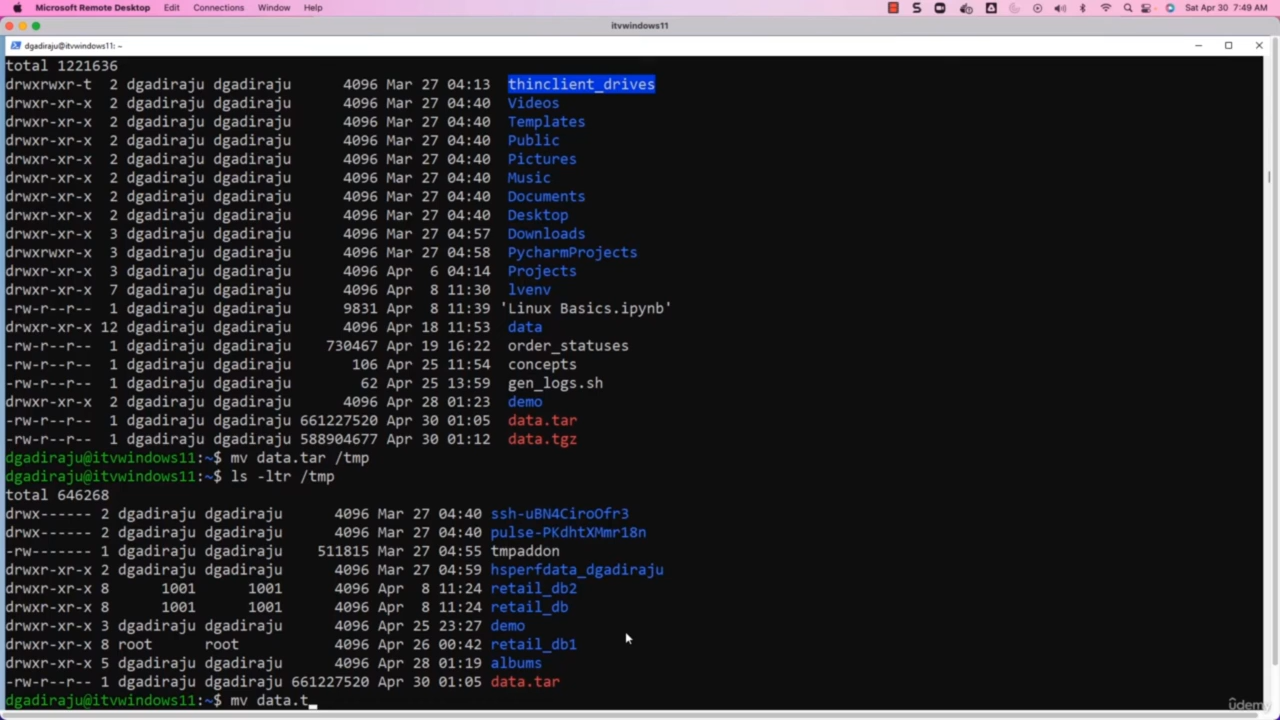 Microsoft Remote Desktop Edit Connections Window Help Sat Apr 30 7:49 AM
itvwindows11
dgadiraju@itvwindows11: ~
total 1221636
drwxrwxr-t 2 dgadiraju dgadiraju 4096 Mar 27 04:13 thinclient_drives
drwxr-xr-x 2 dgadiraju dgadiraju 4096 Mar 27 04:40 Videos
drwxr-xr-x 2 dgadiraju dgadiraju 4096 Mar 27 04:40 Templates
drwxr-xr-x 2 dgadiraju dgadiraju 4096 Mar 27 04:40 Public
drwxr-xr-x 2 dgadiraju dgadiraju 4096 Mar 27 04:40 Pictures
drwxr-xr-x 2 dgadiraju dgadiraju 4096 Mar 27 04:40 Music
drwxr-xr-x 2 dgadiraju dgadiraju 4096 Mar 27 04:40 Documents
drwxr-xr-x 2 dgadiraju dgadiraju 4096 Mar 27 04:40 Desktop
drwxr-xr-x 3 dgadiraju dgadiraju 4096 Mar 27 04:57 Downloads
drwxrwxr-x 3 dgadiraju dgadiraju 4096 Mar 27 04:58 PycharmProjects
drwxr-xr-x 3 dgadiraju dgadiraju 4096 Apr 6 04:14 Projects
drwxr-xr-x 7 dgadiraju dgadiraju 4096 Apr 8 11:30 lvenv
-rw-r--r-- 1 dgadiraju dgadiraju 9831 Apr 8 11:39 'Linux Basics.ipynb'
drwxr-xr-x 12 dgadiraju dgadiraju 4096 Apr 18 11:53 data
-rw-r--r-- 1 dgadiraju dgadiraju 730467 Apr 19 16:22 order_statuses
-rw-r--r-- 1 dgadiraju dgadiraju 106 Apr 25 11:54 concepts
-rw-r--r-- 1 dgadiraju dgadiraju 62 Apr 25 13:59 gen_logs.sh
drwxr-xr-x 2 dgadiraju dgadiraju 4096 Apr 28 01:23 demo
-rw-r--r-- 1 dgadiraju dgadiraju 661227520 Apr 30 01:05 data.tar
-rw-r--r-- 1 dgadiraju dgadiraju 588904677 Apr 30 01:12 data.tgz
dgadiraju@itvwindows11:~$ mv data.tar /tmp
dgadiraju@itvwindows11:~$ ls -ltr /tmp
total 646268
drwx------ 2 dgadiraju dgadiraju 4096 Mar 27 04:40 ssh-uBN4CiroOfr3
drwx------ 2 dgadiraju dgadiraju 4096 Mar 27 04:40 pulse-PKdhtXMmr18n
-rw------- 1 dgadiraju dgadiraju 511815 Mar 27 04:55 tmpaddon
drwxr-xr-x 2 dgadiraju dgadiraju 4096 Mar 27 04:59 hsperfdata_dgadiraju
drwxr-xr-x 8 1001 1001 4096 Apr 8 11:24 retail_db2
drwxr-xr-x 8 1001 1001 4096 Apr 8 11:24 retail_db
drwxr-xr-x 3 dgadiraju dgadiraju 4096 Apr 25 23:27 demo
drwxr-xr-x 8 root root 4096 Apr 26 00:42 retail_db1
drwxr-xr-x 5 dgadiraju dgadiraju 4096 Apr 28 01:19 albums
-rw-r--r-- 1 dgadiraju dgadiraju 661227520 Apr 30 01:05 data.tar
dgadiraju@itvwindows11:~$ mv data.t
ûdemy